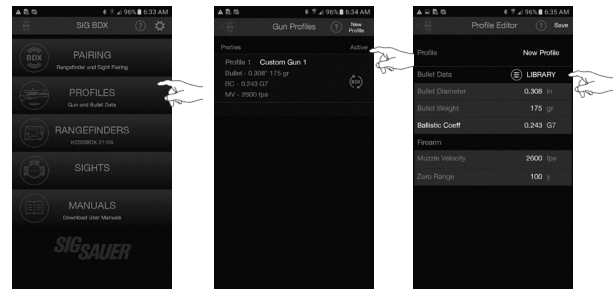 96% 6:33 AM
SIG BDX ?
BDX
PAIRING
Rangefinder and Sight Pairing
PROFILES
Gun and Bullet Data
RANGEFINDERS
SIGHTS
MANUALS
Download User Manuals
SIG SAUER
96% 6:34 AM
Gun Profiles ? New Profile
Profiles Active
Profile 1 Custom Gun 1
Bullet - 0.308" 175 gr
BC - 0.243 G7
MV - 2600 fps
BDX
96% 6:35 AM
Profile Editor ? Save
Profile New Profile
Bullet Data LIBRARY
Bullet Diameter 0.308 in
Bullet Weight 175 gr
Ballistic Coeff 0.243 G7
Firearm
Muzzle Velocity 2600 fps
Zero Range 100 y